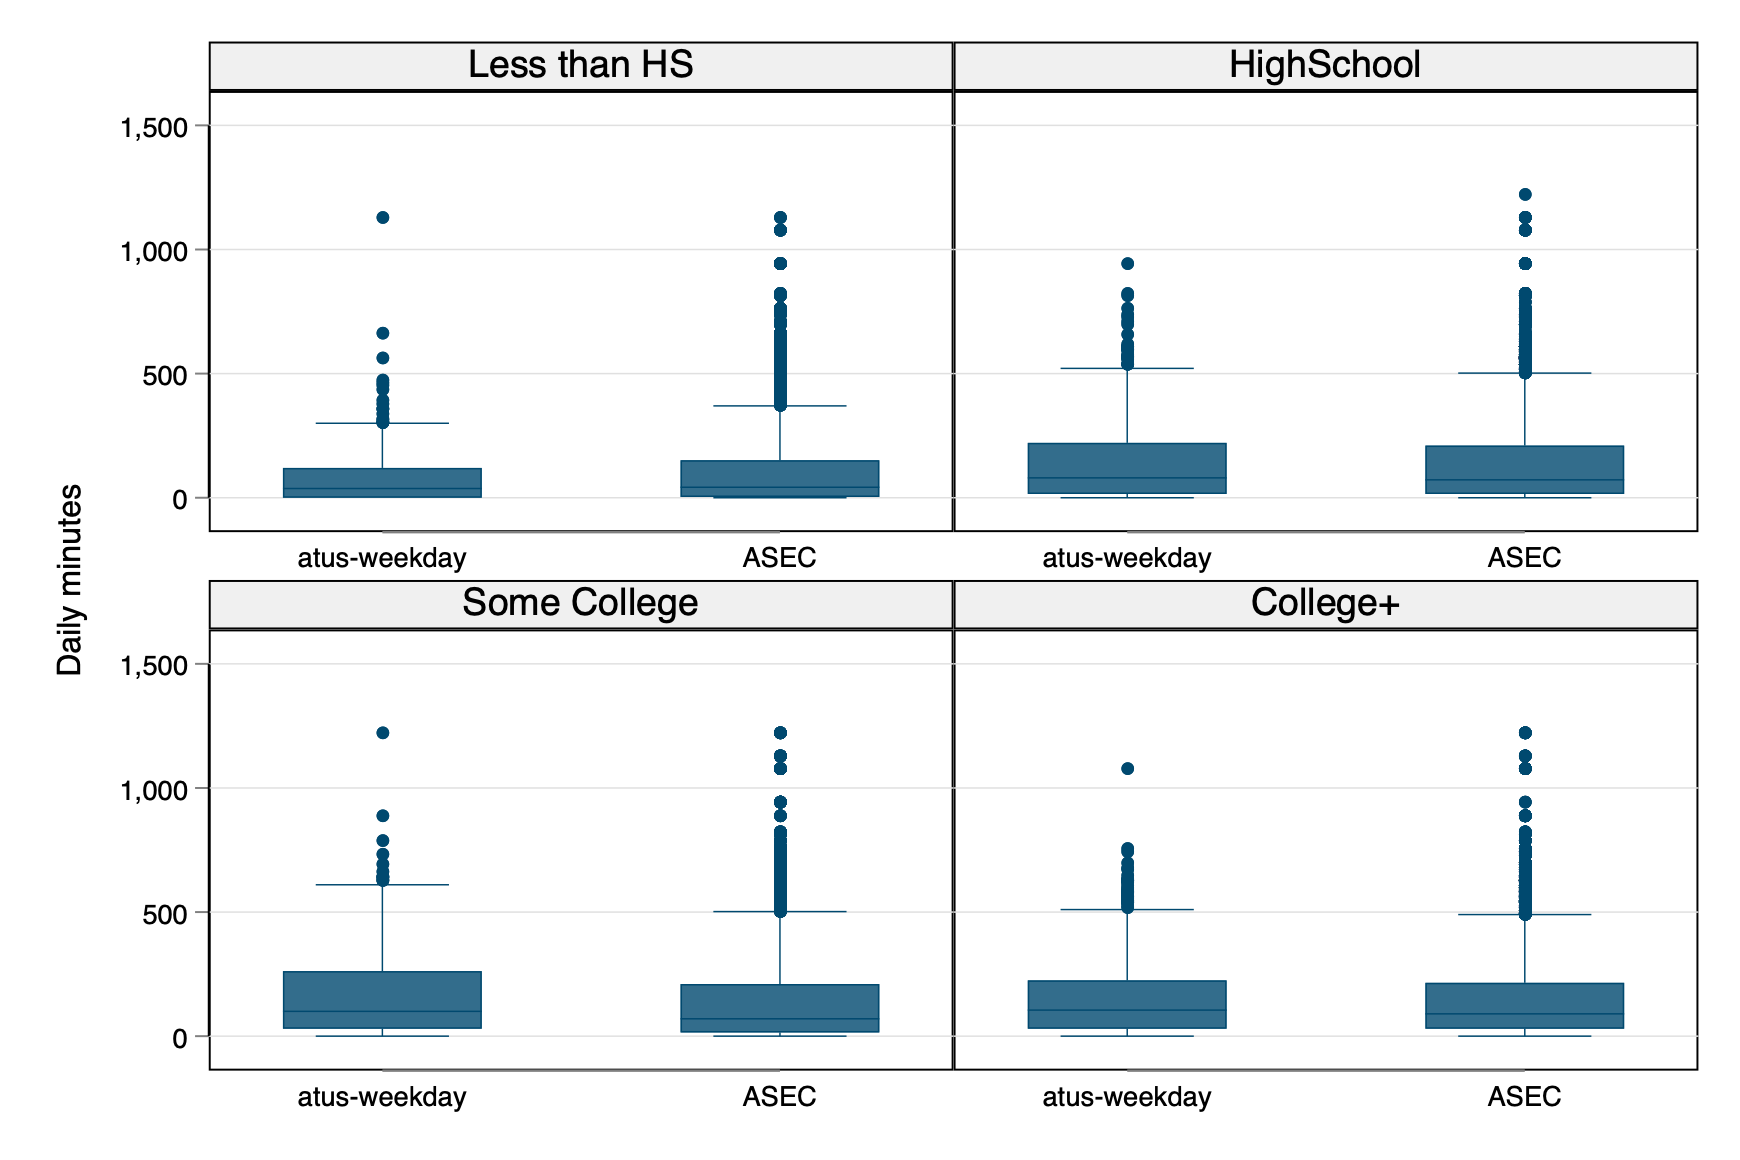 Less than HS
HighSchool
1,500
1,000
500
0
atus-weekday
ASEC
atus-weekday
ASEC
Daily minutes
Some College
College+
1,500
1,000
500
0
atus-weekday
ASEC
atus-weekday
ASEC